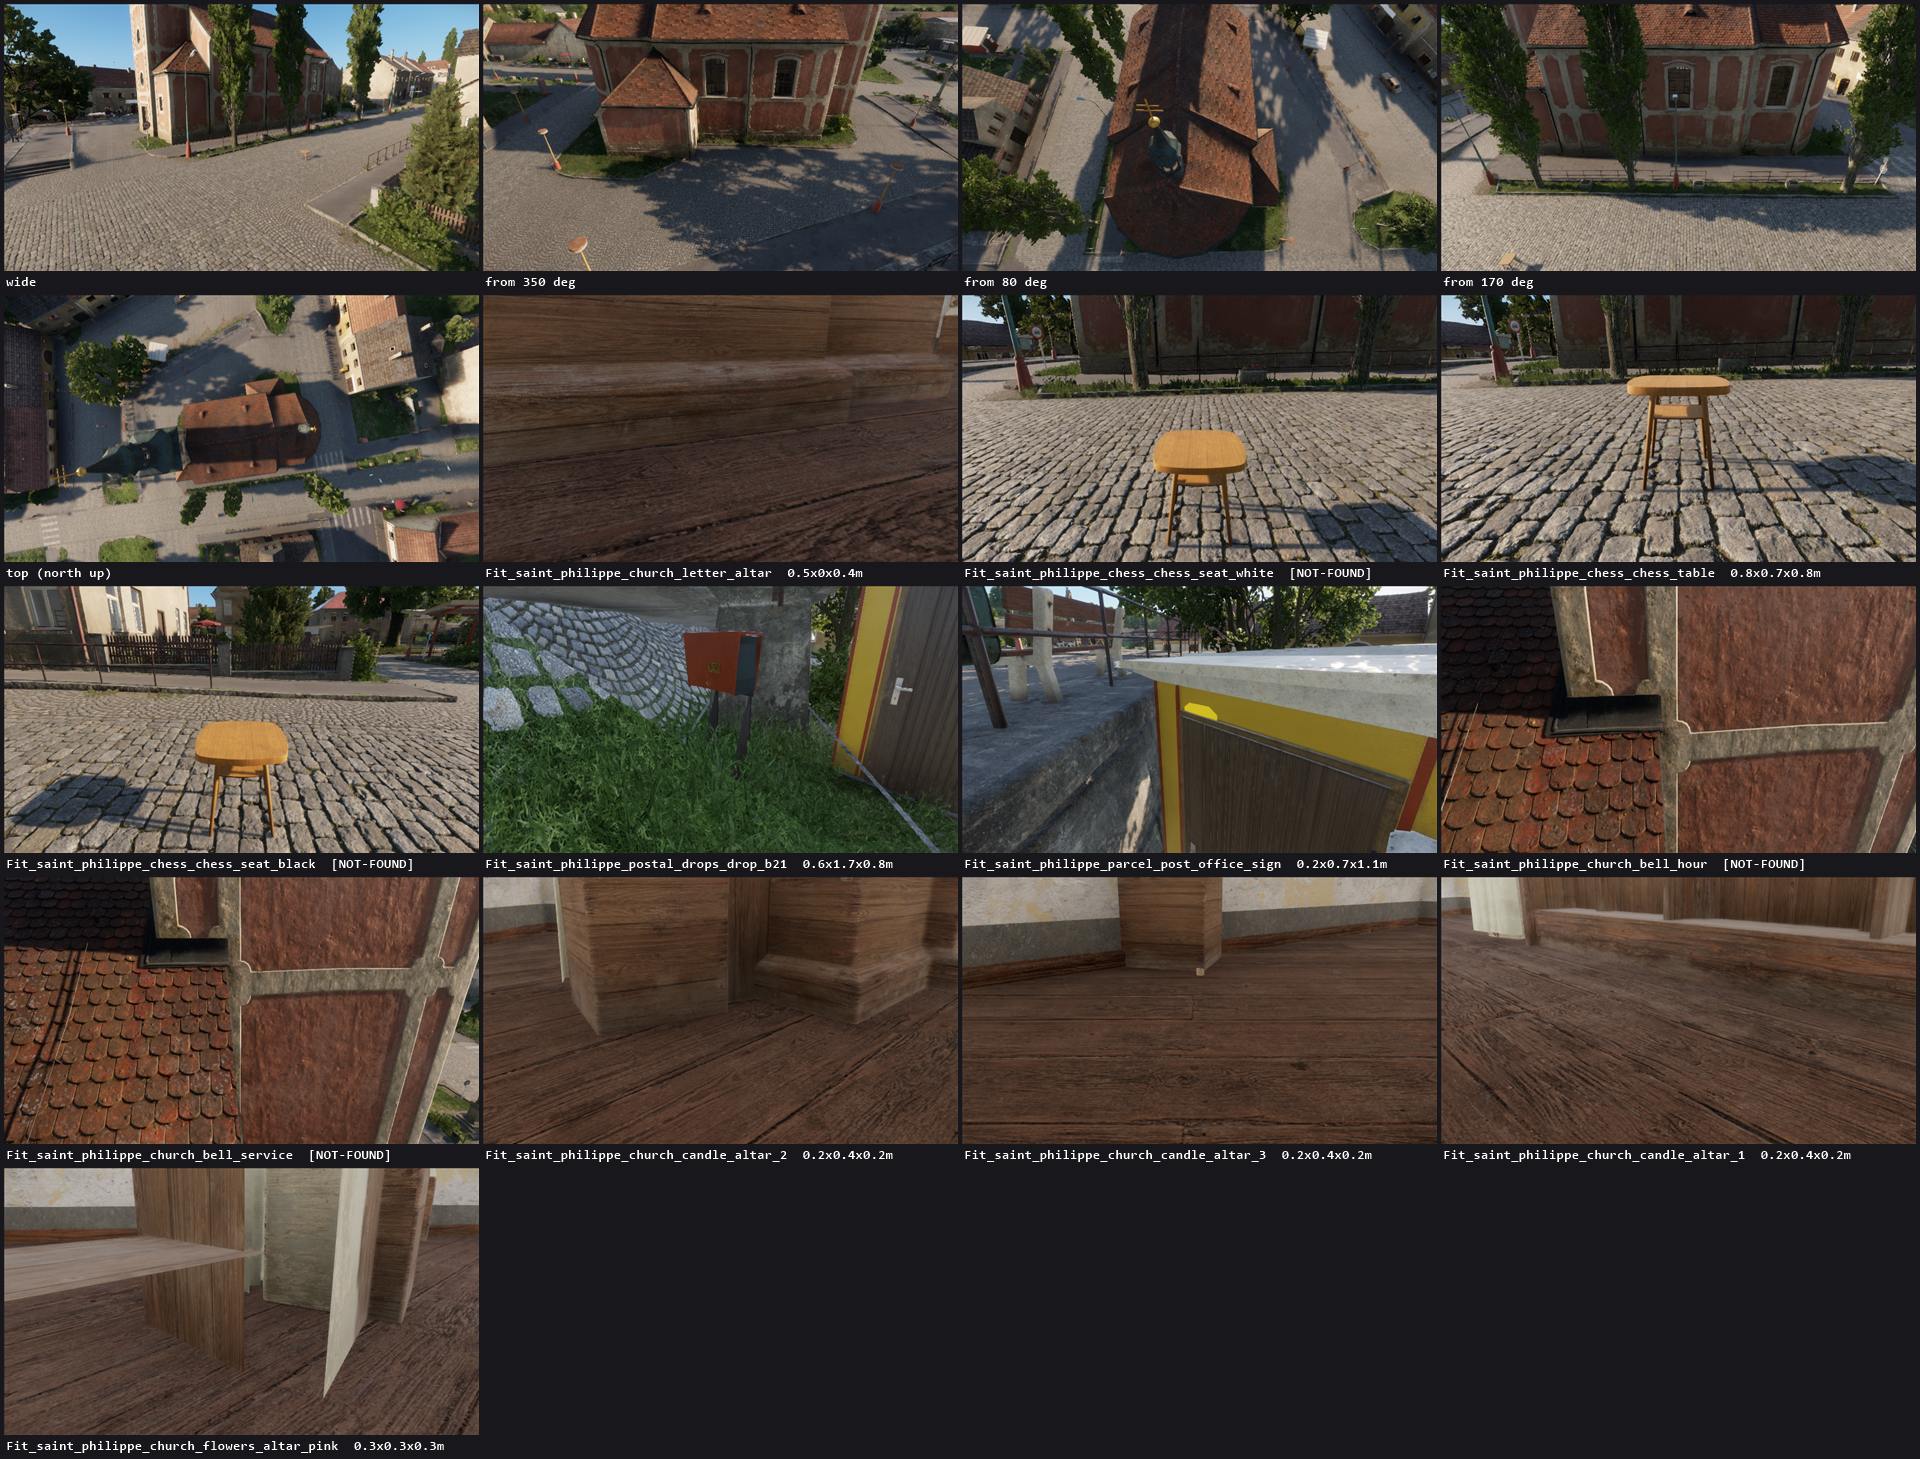 wide
from 350 deg
from 80 deg
from 170 deg
top (north up)
Fit_saint_philippe_church_letter_altar 0.5x0x0.4m
Fit_saint_philippe_chess_chess_seat_white [NOT-FOUND]
Fit_saint_philippe_chess_chess_table 0.8x0.7x0.8m
Fit_saint_philippe_chess_chess_seat_black [NOT-FOUND]
Fit_saint_philippe_postal_drops_drop_b21 0.6x1.7x0.8m
Fit_saint_philippe_parcel_post_office_sign 0.2x0.7x1.1m
Fit_saint_philippe_church_bell_hour [NOT-FOUND]
Fit_saint_philippe_church_bell_service [NOT-FOUND]
Fit_saint_philippe_church_candle_altar_2 0.2x0.4x0.2m
Fit_saint_philippe_church_candle_altar_3 0.2x0.4x0.2m
Fit_saint_philippe_church_candle_altar_1 0.2x0.4x0.2m
Fit_saint_philippe_church_flowers_altar_pink 0.3x0.3x0.3m